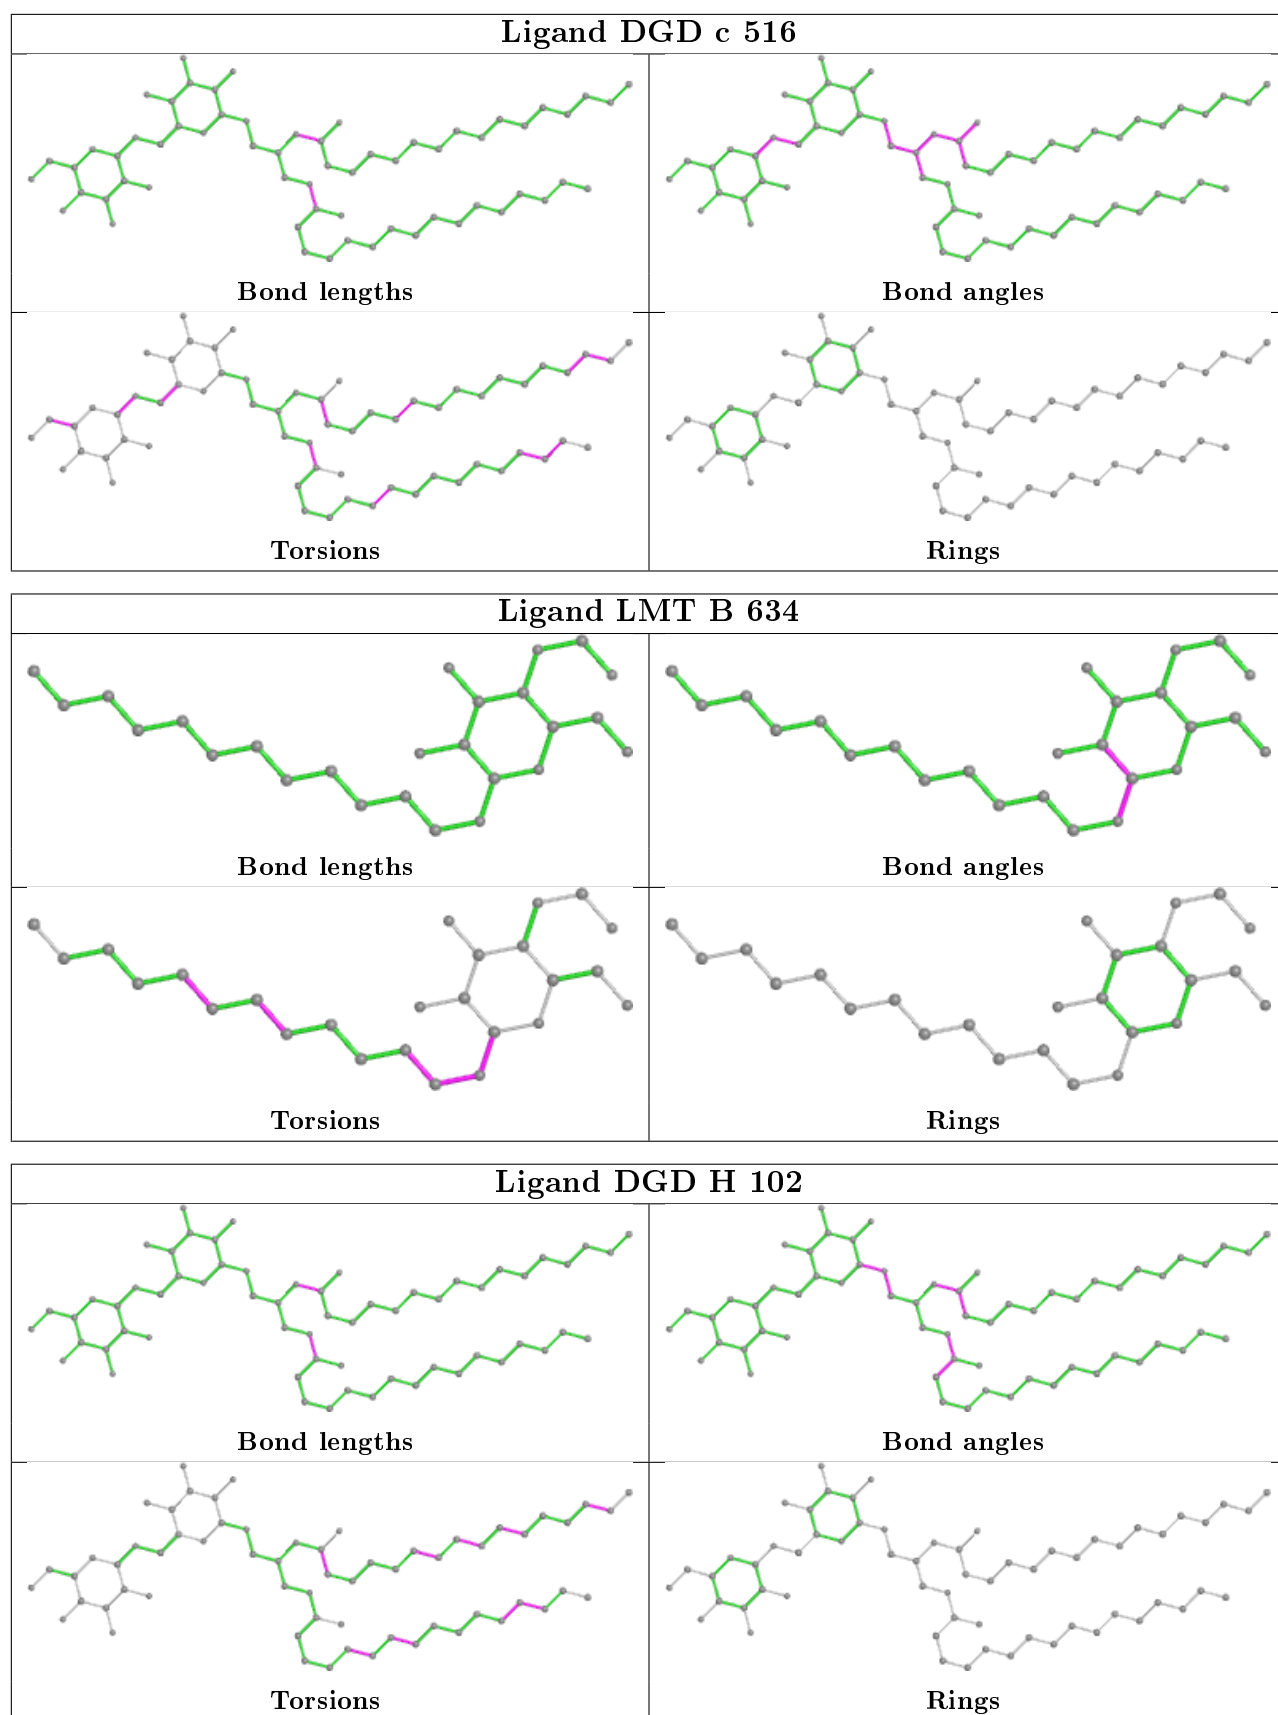 Ligand DGD c 516
Bond lengths
Bond angles
Torsions
Rings
Ligand LMT B 634
Bond lengths
Bond angles
Torsions
Rings
Ligand DGD H 102
Bond lengths
Bond angles
Torsions
Rings